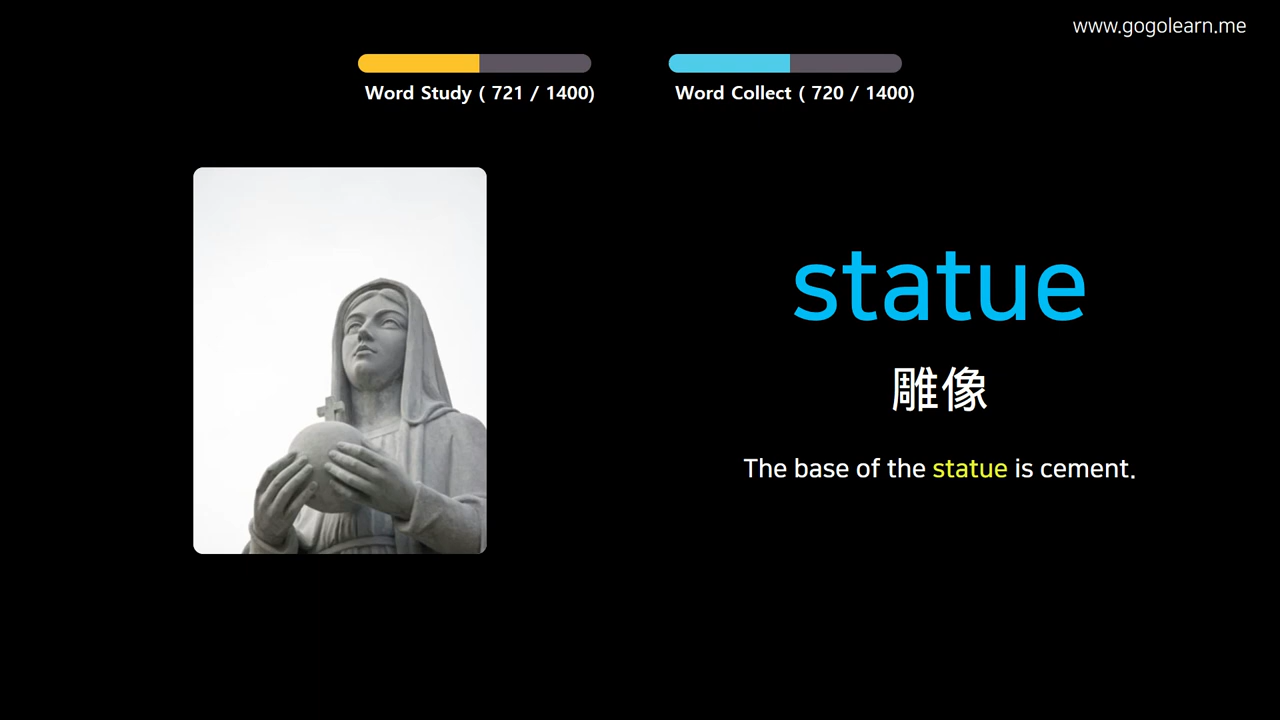 www.gogolearn.me
Word Study ( 721 / 1400)
Word Collect ( 720 / 1400)
statue
雕像
The base of the statue is cement.